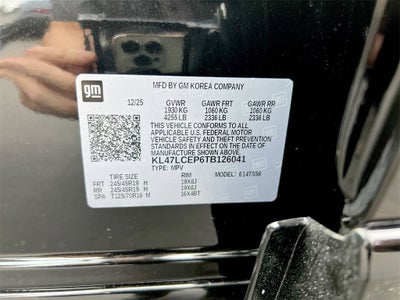 gm
MFD BY GM KOREA COMPANY
12/25 GVWR GAWR FRT GAWR RR
1930 KG 1060 KG 1060 KG
4255 LB 2336 LB 2336 LB
THIS VEHICLE CONFORMS TO ALL
APPLICABLE U.S. FEDERAL MOTOR
VEHICLE SAFETY AND THEFT PREVENTION
STANDARDS IN EFFECT ON THE DATE OF
MANUFACTURE SHOWN ABOVE.
KL47LCEP6TB126041
TYPE: MPV MODEL: 614TSS8
TIRE SIZE RIM
FRT 245/45R19 H 19X8J
RR 245/45R19 H 19X8J
SPA T125/70R16 M 16X4BT